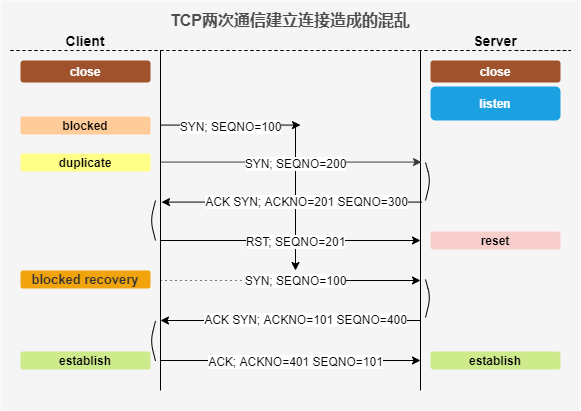 TCP两次通信建立连接造成的混乱
Client
Server
close
close
listen
blocked
SYN; SEQNO=100
duplicate
SYN; SEQNO=200
ACK SYN; ACKNO=201 SEQNO=300
RST; SEQNO=201
reset
blocked recovery
SYN; SEQNO=100
ACK SYN; ACKNO=101 SEQNO=400
establish
ACK; ACKNO=401 SEQNO=101
establish